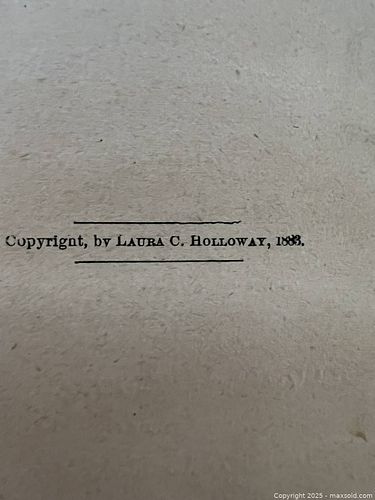 Copyright, by LAURA C. HOLLOWAY, 1883.
Copyright 2025 - maxsold.com